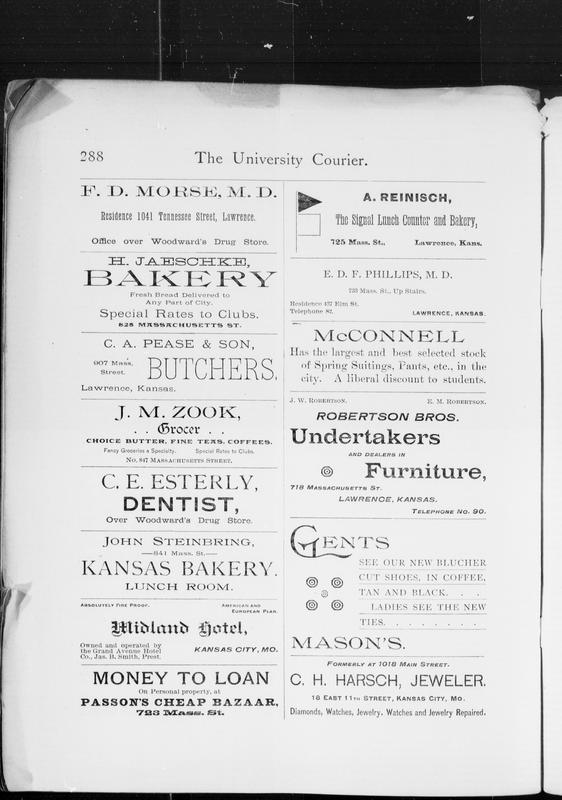 288
The University Courier.
F. D. MORSE, M. D.
Residence 1041 Tennessee Street, Lawrence.
Office over Woodward's Drug Store.
H. JAESCHKE,
BAKERY
Fresh Bread Delivered to
Any Part of City.
Special Rates to Clubs.
825 MASSACHUSETTS ST.
C. A. PEASE & SON,
907 Mass.
Street.
BUTCHERS,
Lawrence, Kansas.
J. M. ZOOK,
. . Grocer . .
CHOICE BUTTER, FINE TEAS, COFFEES.
Fancy Groceries a Specialty. Special Rates to Clubs.
No. 847 MASSACHUSETTS STREET.
C. E. ESTERLY,
DENTIST,
Over Woodward's Drug Store.
JOHN STEINBRING,
—841 Mass. St.—
KANSAS BAKERY.
LUNCH ROOM.
ABSOLUTELY FIRE PROOF.
AMERICAN AND
EUROPEAN PLAN.
Midland Hotel,
Owned and operated by
the Grand Avenue Hotel
Co., Jas. B. Smith, Prest.
KANSAS CITY, MO.
MONEY TO LOAN
On Personal property, at
PASSON'S CHEAP BAZAAR,
723 Mass. St.
A. REINISCH,
The Signal Lunch Counter and Bakery,
725 Mass. St., Lawrence, Kans.
E. D. F. PHILLIPS, M. D.
733 Mass. St., Up Stairs.
Residence 437 Elm St.
Telephone 82.
LAWRENCE, KANSAS.
McCONNELL
Has the largest and best selected stock
of Spring Suitings, Pants, etc., in the
city. A liberal discount to students.
J. W. ROBERTSON. E. M. ROBERTSON.
ROBERTSON BROS.
Undertakers
AND DEALERS IN
Furniture,
718 MASSACHUSETTS ST.
LAWRENCE, KANSAS.
TELEPHONE NO. 90.
GENTS
SEE OUR NEW BLUCHER
CUT SHOES, IN COFFEE,
TAN AND BLACK. . .
LADIES SEE THE NEW
TIES. . . . . . . .
MASON'S.
FORMERLY AT 1018 MAIN STREET.
C. H. HARSCH, JEWELER.
16 EAST 11TH STREET, KANSAS CITY, MO.
Diamonds, Watches, Jewelry. Watches and Jewelry Repaired.